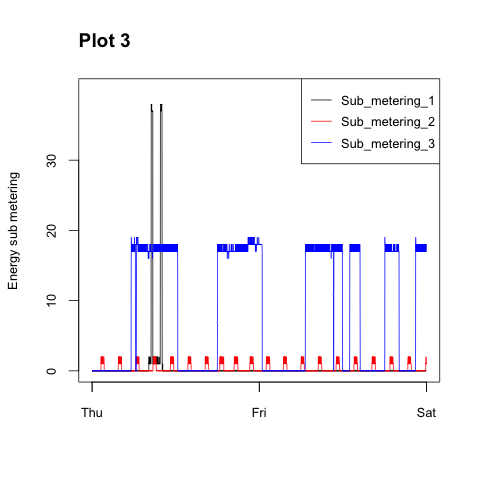 Plot 3
Sub_metering_1
Sub_metering_2
Sub_metering_3
Energy sub metering
30
20
10
0
Thu
Fri
Sat